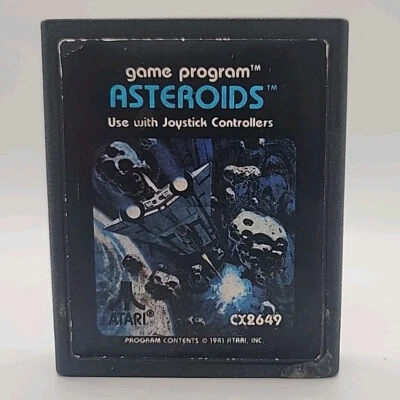 game program™
ASTEROIDS™
Use with Joystick Controllers
ATARI®
CX2649
PROGRAM CONTENTS © 1981 ATARI, INC.